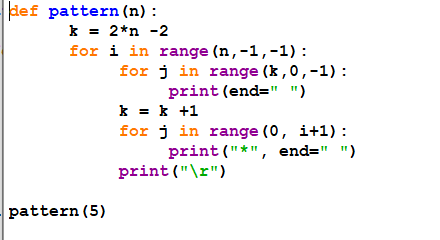 def pattern(n):
      k = 2*n -2
      for i in range(n,-1,-1):
           for j in range(k,0,-1):
                print(end=" ")
           k = k +1
           for j in range(0, i+1):
                print("*", end=" ")
           print("\r")

pattern(5)